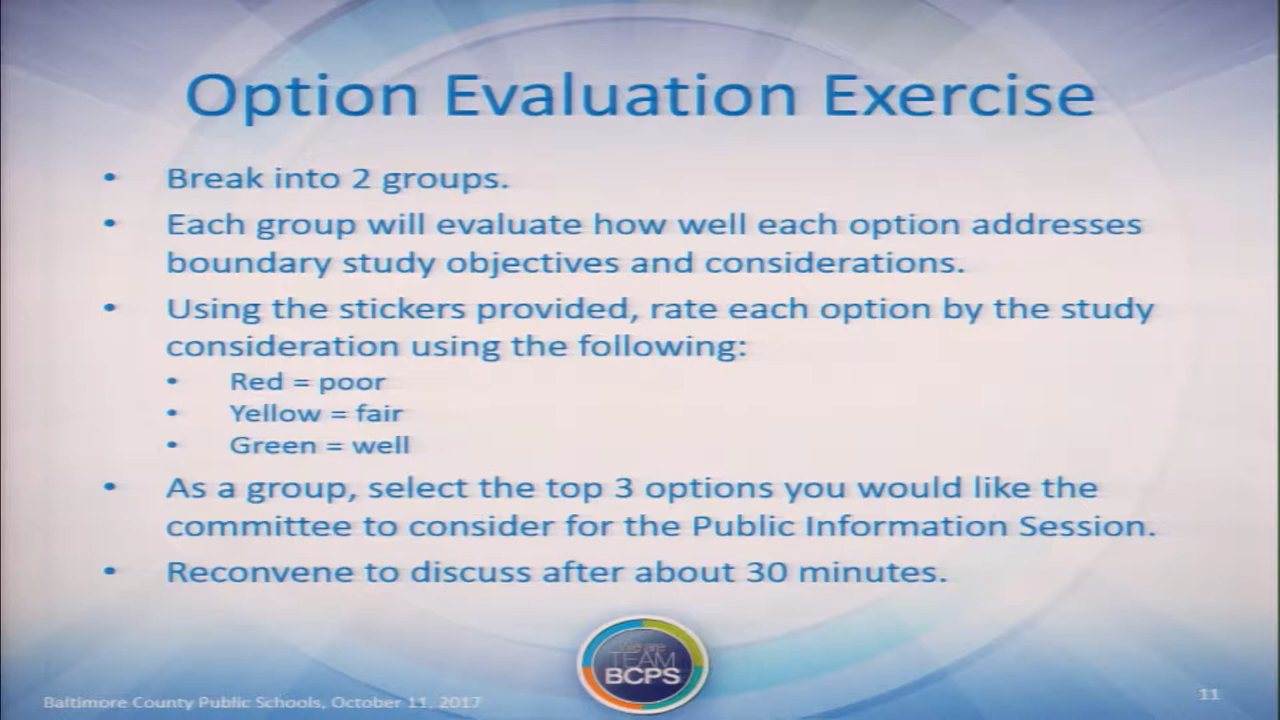 Option Evaluation Exercise
• Break into 2 groups.
• Each group will evaluate how well each option addresses
boundary study objectives and considerations.
• Using the stickers provided, rate each option by the study
consideration using the following:
• Red = poor
• Yellow = fair
• Green = well
• As a group, select the top 3 options you would like the
committee to consider for the Public Information Session.
• Reconvene to discuss after about 30 minutes.
We are
TEAM
BCPS
Baltimore County Public Schools, October 11, 2017
11